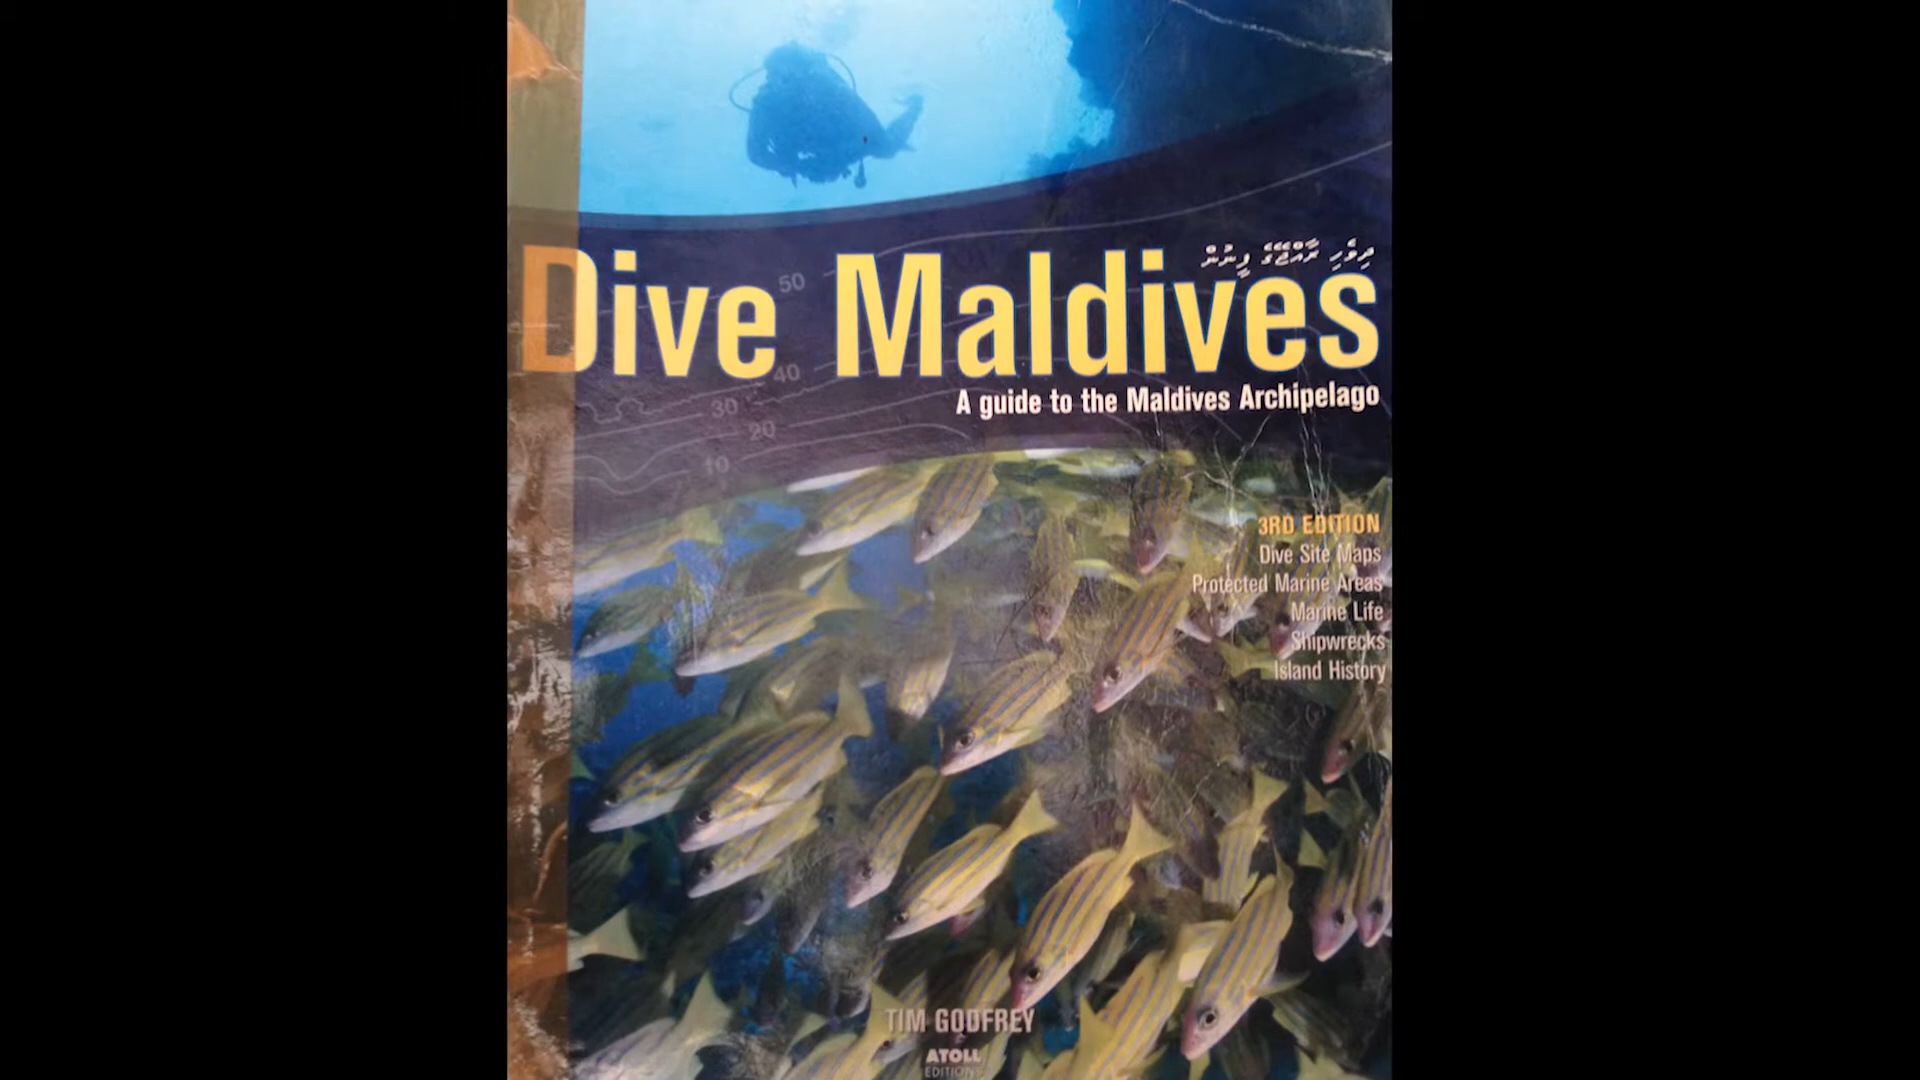 ދިވެހި ރާއްޖޭގެ ފީނުން
Dive Maldives
A guide to the Maldives Archipelago
50
40
30
20
10
3RD EDITION
Dive Site Maps
Protected Marine Areas
Marine Life
Shipwrecks
Island History
TIM GODFREY
ATOLL
EDITIONS